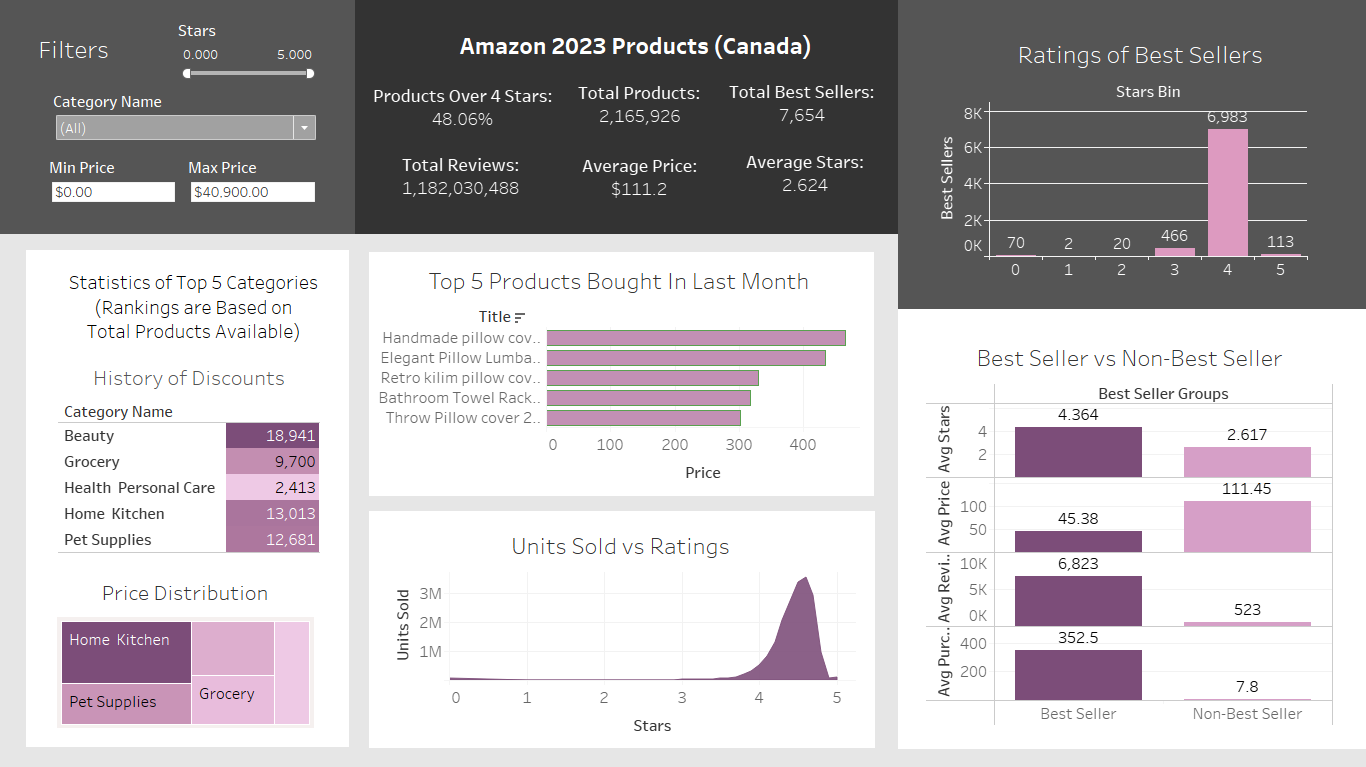 Filters
Stars
0.000 5.000
Category Name
(All)
Min Price Max Price
$0.00 $40,900.00
Amazon 2023 Products (Canada)
Products Over 4 Stars: Total Products: Total Best Sellers:
48.06% 2,165,926 7,654
Total Reviews: Average Price: Average Stars:
1,182,030,488 $111.2 2.624
Ratings of Best Sellers
Stars Bin
Best Sellers
8K
6K
4K
2K
0K
70 2 20 466 6,983 113
0 1 2 3 4 5
Statistics of Top 5 Categories
(Rankings are Based on
Total Products Available)
History of Discounts
Category Name
Beauty 18,941
Grocery 9,700
Health Personal Care 2,413
Home Kitchen 13,013
Pet Supplies 12,681
Price Distribution
Home Kitchen
Pet Supplies
Grocery
Top 5 Products Bought In Last Month
Title
Handmade pillow cov..
Elegant Pillow Lumba..
Retro kilim pillow cov..
Bathroom Towel Rack..
Throw Pillow cover 2..
0 100 200 300 400
Price
Units Sold vs Ratings
Units Sold
3M
2M
1M
0 1 2 3 4 5
Stars
Best Seller vs Non-Best Seller
Best Seller Groups
Avg Stars
4
2
4.364 2.617
Avg Price
100
50
45.38 111.45
Avg Revi..
10K
5K
0K
6,823 523
Avg Purc..
400
200
352.5 7.8
Best Seller Non-Best Seller